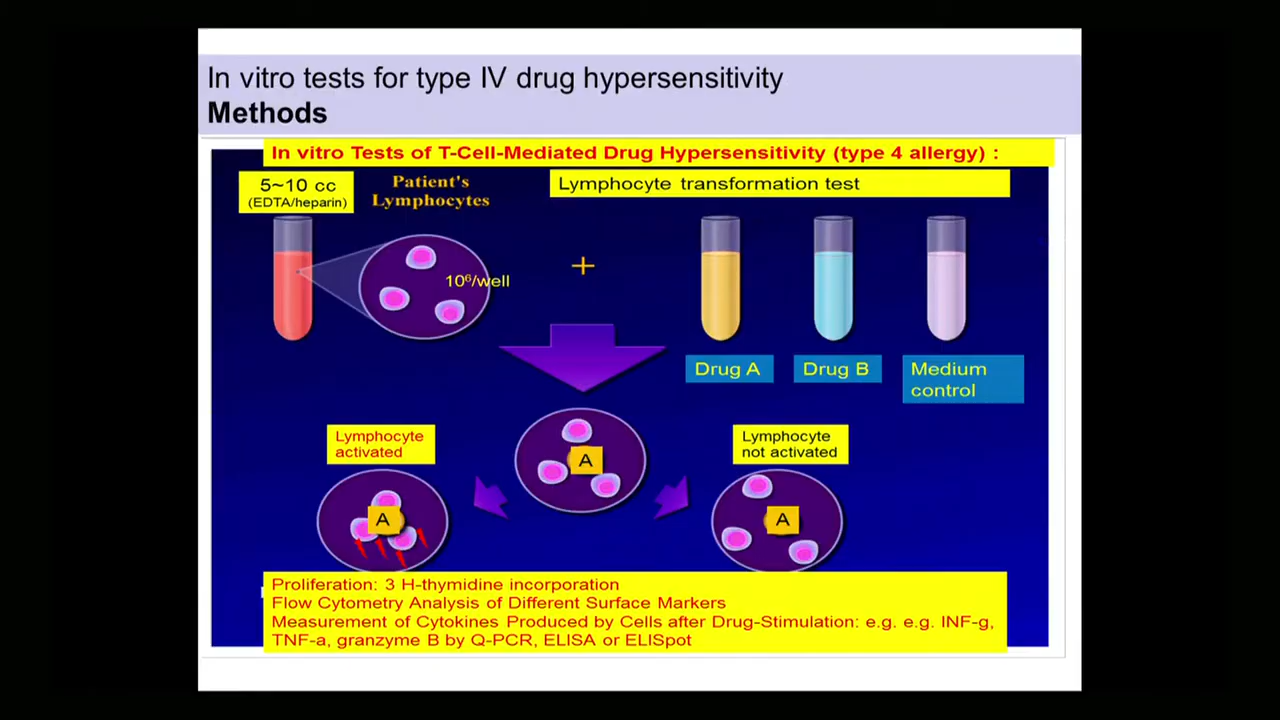 In vitro tests for type IV drug hypersensitivity
Methods
In vitro Tests of T-Cell-Mediated Drug Hypersensitivity (type 4 allergy) :
5~10 cc
(EDTA/heparin)
Patient's
Lymphocytes
Lymphocyte transformation test
10⁶/well
+
Drug A
Drug B
Medium
control
Lymphocyte
activated
A
Lymphocyte
not activated
A
A
Proliferation: 3 H-thymidine incorporation
Flow Cytometry Analysis of Different Surface Markers
Measurement of Cytokines Produced by Cells after Drug-Stimulation: e.g. e.g. INF-g,
TNF-a, granzyme B by Q-PCR, ELISA or ELISpot